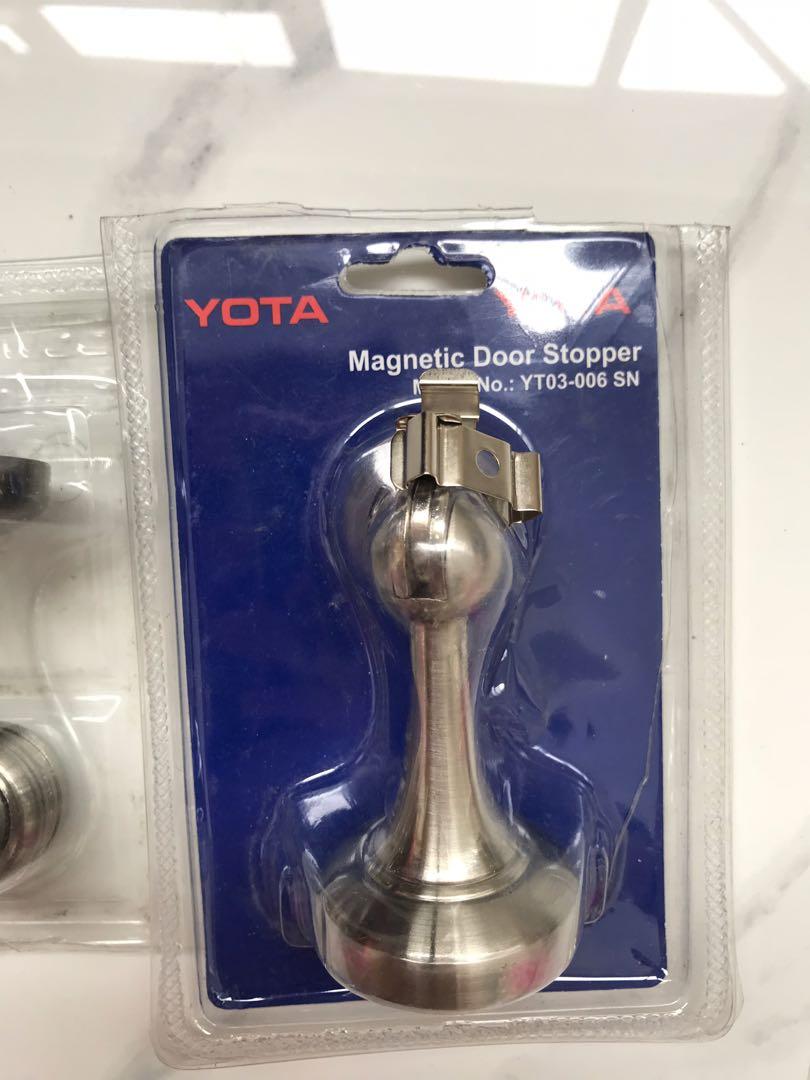 YOTA
Magnetic Door Stopper
No.: YT03-006 SN